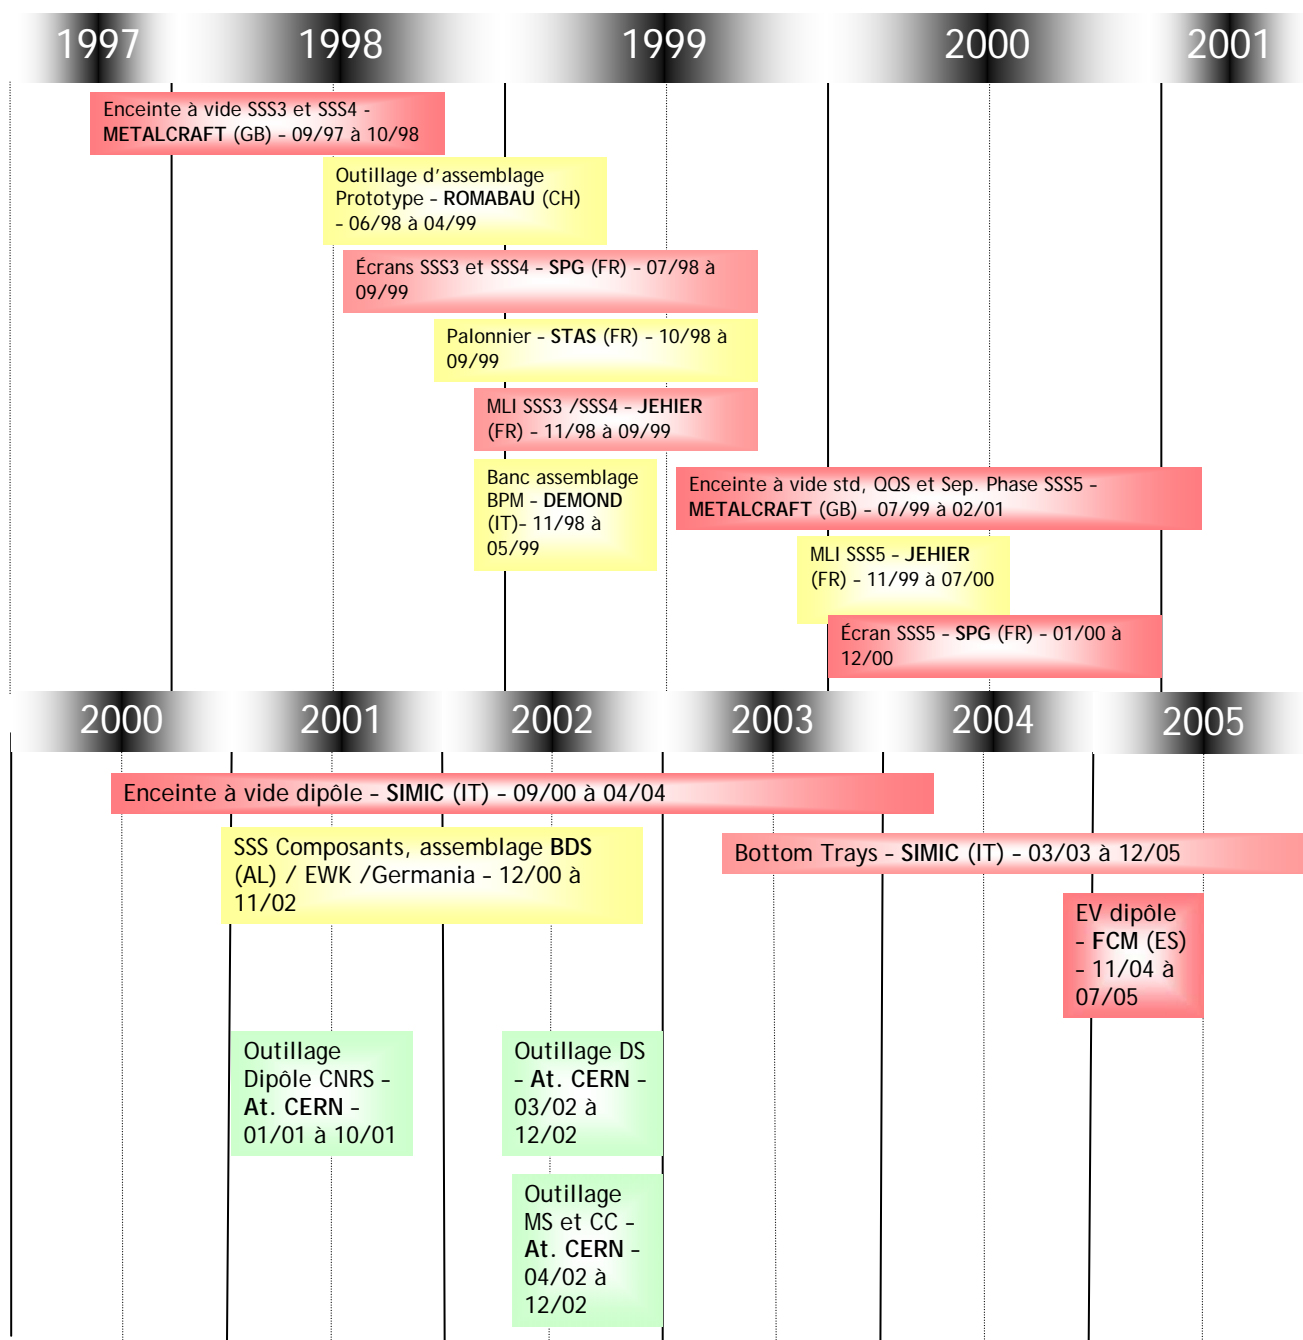 1997 1998 1999 2000 2001
Enceinte à vide SSS3 et SSS4 –
METALCRAFT (GB) – 09/97 à 10/98
Outillage d'assemblage
Prototype – ROMABAU (CH)
– 06/98 à 04/99
Écrans SSS3 et SSS4 – SPG (FR) – 07/98 à
09/99
Palonnier – STAS (FR) – 10/98 à
09/99
MLI SSS3 /SSS4 – JEHIER
(FR) – 11/98 à 09/99
Banc assemblage
BPM – DEMOND
(IT)– 11/98 à
05/99
Enceinte à vide std, QQS et Sep. Phase SSS5 –
METALCRAFT (GB) – 07/99 à 02/01
MLI SSS5 – JEHIER
(FR) – 11/99 à 07/00
Écran SSS5 – SPG (FR) – 01/00 à
12/00
2000 2001 2002 2003 2004 2005
Enceinte à vide dipôle – SIMIC (IT) – 09/00 à 04/04
SSS Composants, assemblage BDS
(AL) / EWK /Germania – 12/00 à
11/02
Bottom Trays – SIMIC (IT) – 03/03 à 12/05
EV dipôle
– FCM (ES)
– 11/04 à
07/05
Outillage
Dipôle CNRS –
At. CERN –
01/01 à 10/01
Outillage DS
– At. CERN –
03/02 à
12/02
Outillage
MS et CC –
At. CERN –
04/02 à
12/02